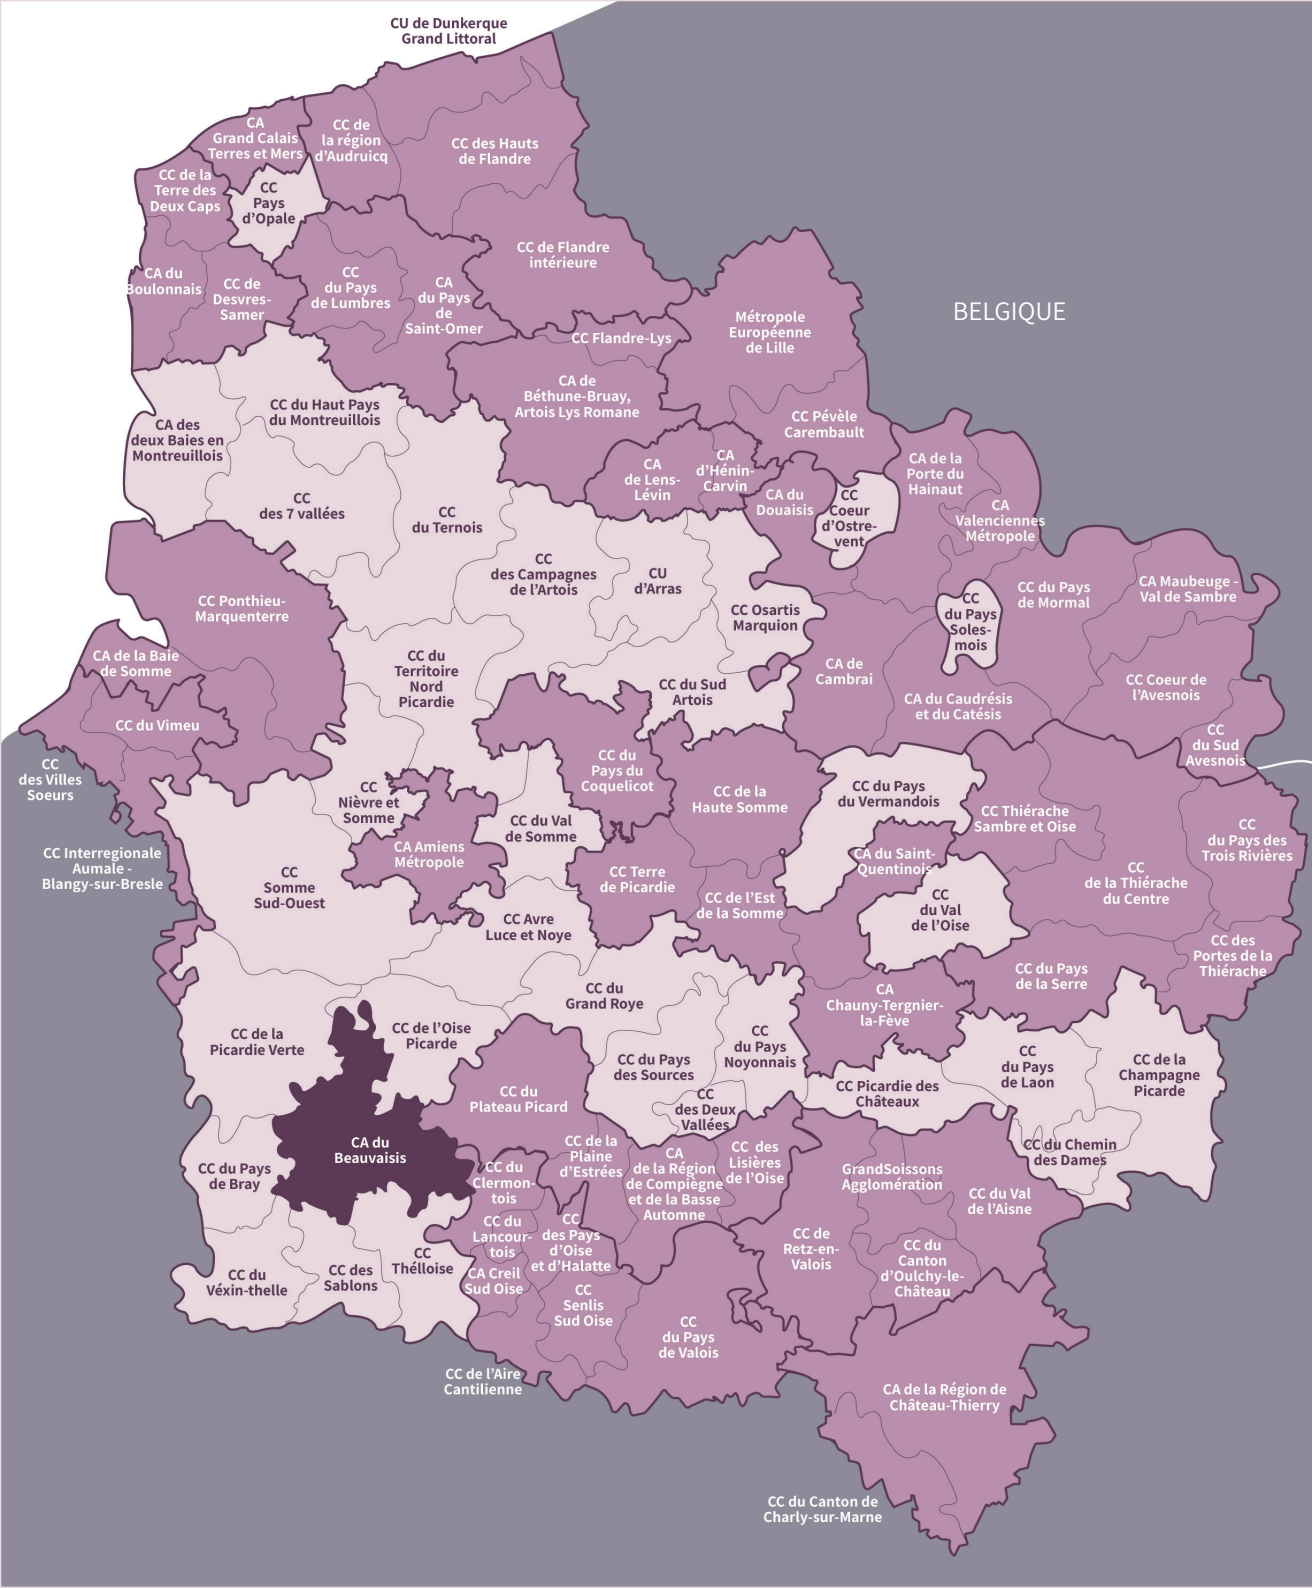 CU de Dunkerque
Grand Littoral
CA
Grand Calais
Terres et Mers
CC de
la région
d'Audruicq
CC des Hauts
de Flandre
CC de la
Terre des
Deux Caps
CC
Pays
d'Opale
CC de Flandre
intérieure
CA du
Boulonnais
CC de
Desvres-
Samer
CC
du Pays
de Lumbres
CA
du Pays
de
Saint-Omer
BELGIQUE
Métropole
Européenne
de Lille
CC Flandre-Lys
CA de
Béthune-Bruay,
Artois Lys Romane
CC du Haut Pays
du Montreuillois
CA des
deux Baies en
Montreuillois
CC Pévèle
Carembault
CA
de Lens-
Lévin
CA
d'Hénin-
Carvin
CA de la
Porte du
Hainaut
CA du
Douaisis
CC
Coeur
d'Ostre-
vent
CA
Valenciennes
Métropole
CC
des 7 vallées
CC
du Ternois
CC
des Campagnes
de l'Artois
CU
d'Arras
CC Osartis
Marquion
CC
du Pays
Soles-
mois
CC du Pays
de Mormal
CA Maubeuge -
Val de Sambre
CC Ponthieu-
Marquenterre
CA de la Baie
de Somme
CC du
Territoire
Nord
Picardie
CC du Sud
Artois
CA de
Cambrai
CA du Caudrésis
et du Catésis
CC Coeur de
l'Avesnois
CC du Vimeu
CC
du Sud
Avesnois
CC
des Villes
Soeurs
CC
Nièvre et
Somme
CC du
Pays du
Coquelicot
CC de la
Haute Somme
CC du Pays
du Vermandois
CC Thiérache
Sambre et Oise
CC
du Pays des
Trois Rivières
CC du Val
de Somme
CA Amiens
Métropole
CC Interregionale
Aumale -
Blangy-sur-Bresle
CC
Somme
Sud-Ouest
CC Terre
de Picardie
CA du Saint-
Quentinois
CC
de la Thiérache
du Centre
CC de l'Est
de la Somme
CC
du Val
de l'Oise
CC Avre
Luce et Noye
CC des
Portes de la
Thiérache
CC du Pays
de la Serre
CC du
Grand Roye
CA
Chauny-Tergnier-
la-Fève
CC de la
Picardie Verte
CC de l'Oise
Picarde
CC du Pays
des Sources
CC
du Pays
Noyonnais
CC
du Pays
de Laon
CC de la
Champagne
Picarde
CC du
Plateau Picard
CC
des Deux
Vallées
CC Picardie des
Châteaux
CA du
Beauvaisis
CC de la
Plaine
d'Estrées
CA
de la Région
de Compiègne
et de la Basse
Automne
CC des
Lisières
de l'Oise
CC du Chemin
des Dames
CC du Pays
de Bray
CC du
Clermon-
tois
GrandSoissons
Agglomération
CC du Val
de l'Aisne
CC du
Lancour-
tois
CC
des Pays
d'Oise
et d'Halatte
CC de
Retz-en-
Valois
CC du
Canton
d'Oulchy-le-
Château
CC du
Véxin-thelle
CC des
Sablons
CC
Thélloise
CA Creil
Sud Oise
CC
Senlis
Sud Oise
CC
du Pays
de Valois
CC de l'Aire
Cantilienne
CA de la Région de
Château-Thierry
CC du Canton de
Charly-sur-Marne